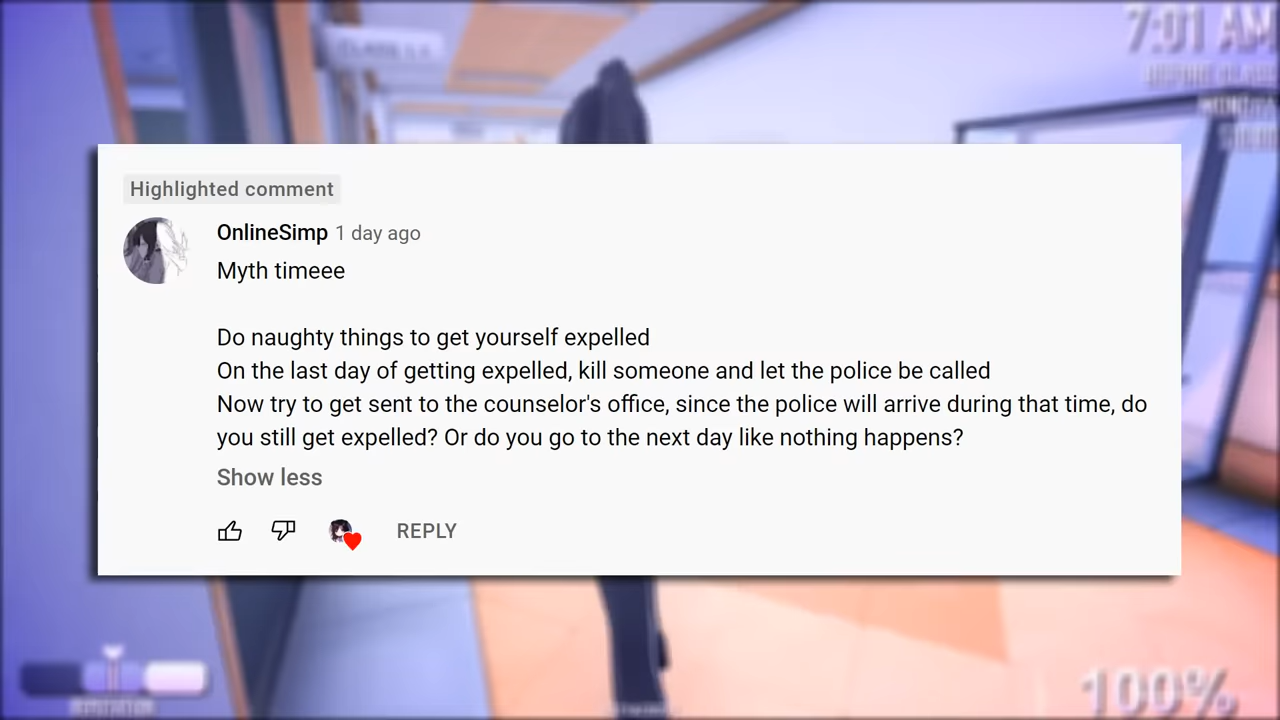 7:01 AM
Highlighted comment
OnlineSimp 1 day ago
Myth timeee
Do naughty things to get yourself expelled
On the last day of getting expelled, kill someone and let the police be called
Now try to get sent to the counselor's office, since the police will arrive during that time, do
you still get expelled? Or do you go to the next day like nothing happens?
Show less
REPLY
100%